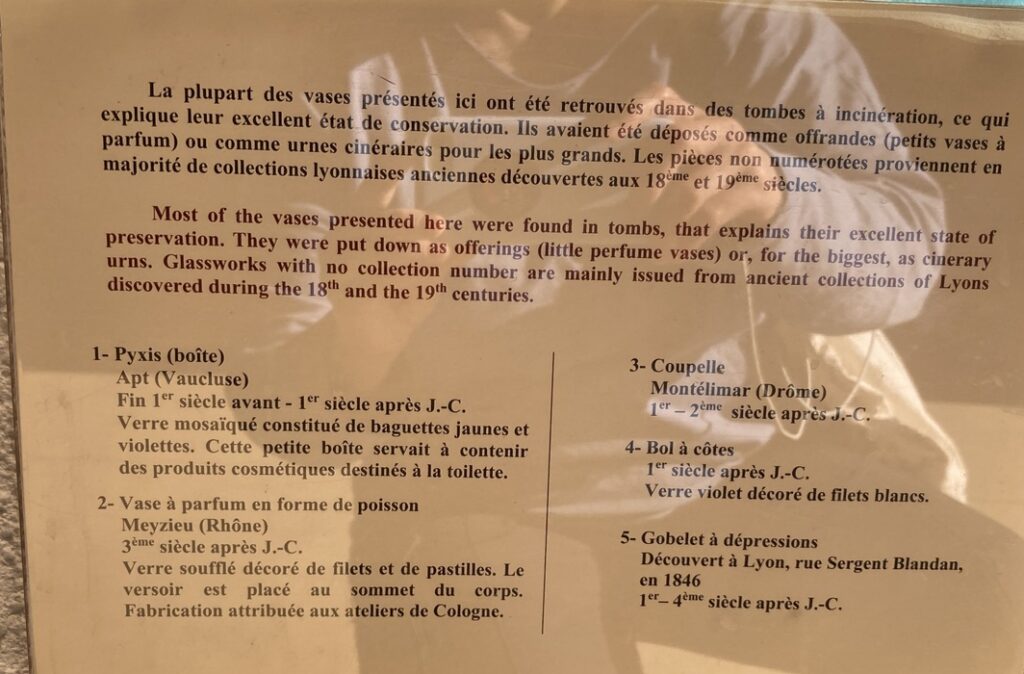 La plupart des vases présentés ici ont été retrouvés dans des tombes à incinération, ce qui
explique leur excellent état de conservation. Ils avaient été déposés comme offrandes (petits vases à
parfum) ou comme urnes cinéraires pour les plus grands. Les pièces non numérotées proviennent en
majorité de collections lyonnaises anciennes découvertes aux 18ème et 19ème siècles.
Most of the vases presented here were found in tombs, that explains their excellent state of
preservation. They were put down as offerings (little perfume vases) or, for the biggest, as cinerary
urns. Glassworks with no collection number are mainly issued from ancient collections of Lyons
discovered during the 18th and the 19th centuries.
1- Pyxis (boîte)
Apt (Vaucluse)
Fin 1er siècle avant - 1er siècle après J.-C.
Verre mosaïqué constitué de baguettes jaunes et
violettes. Cette petite boîte servait à contenir
des produits cosmétiques destinés à la toilette.
2- Vase à parfum en forme de poisson
Meyzieu (Rhône)
3ème siècle après J.-C.
Verre soufflé décoré de filets et de pastilles. Le
versoir est placé au sommet du corps.
Fabrication attribuée aux ateliers de Cologne.
3- Coupelle
Montélimar (Drôme)
1er – 2ème siècle après J.-C.
4- Bol à côtes
1er siècle après J.-C.
Verre violet décoré de filets blancs.
5- Gobelet à dépressions
Découvert à Lyon, rue Sergent Blandan,
en 1846
1er– 4ème siècle après J.-C.